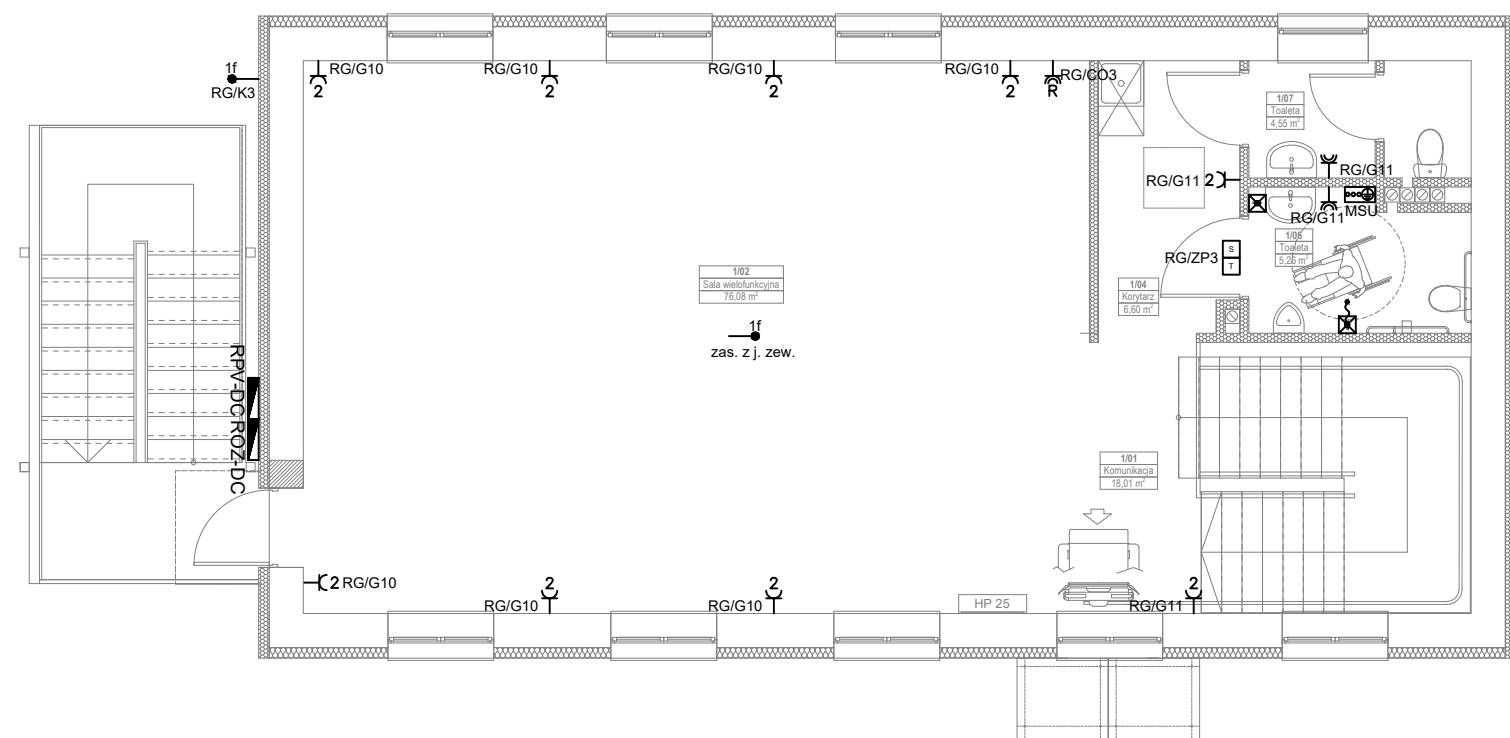 1f
RG/K3
RG/G10
2
RG/G10
2
RG/G10
2
RG/G10
2
RG/CO3
R
1/07
Toaleta
4,55 m²
RG/G11
RG/G11 2
RG/G11
MSU
1/06
Toaleta
5,26 m²
RG/ZP3
S
T
1/02
Sala wielofunkcyjna
76,08 m²
1/04
Korytarz
6,60 m²
1f
zas. z j. zew.
RPV-DC ROZ-DC
1/01
Komunikacja
18,01 m²
2 RG/G10
2
RG/G10
2
RG/G10
HP 25
2
RG/G11